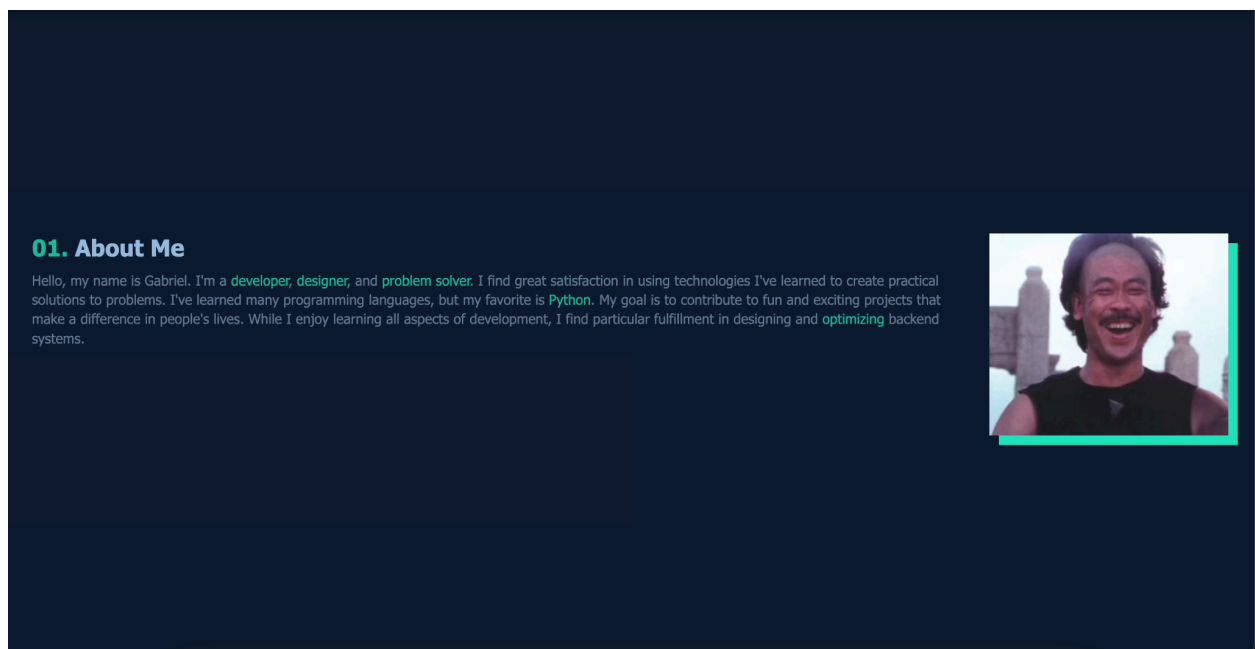 01. About Me
Hello, my name is Gabriel. I'm a developer, designer, and problem solver. I find great satisfaction in using technologies I've learned to create practical
solutions to problems. I've learned many programming languages, but my favorite is Python. My goal is to contribute to fun and exciting projects that
make a difference in people's lives. While I enjoy learning all aspects of development, I find particular fulfillment in designing and optimizing backend
systems.